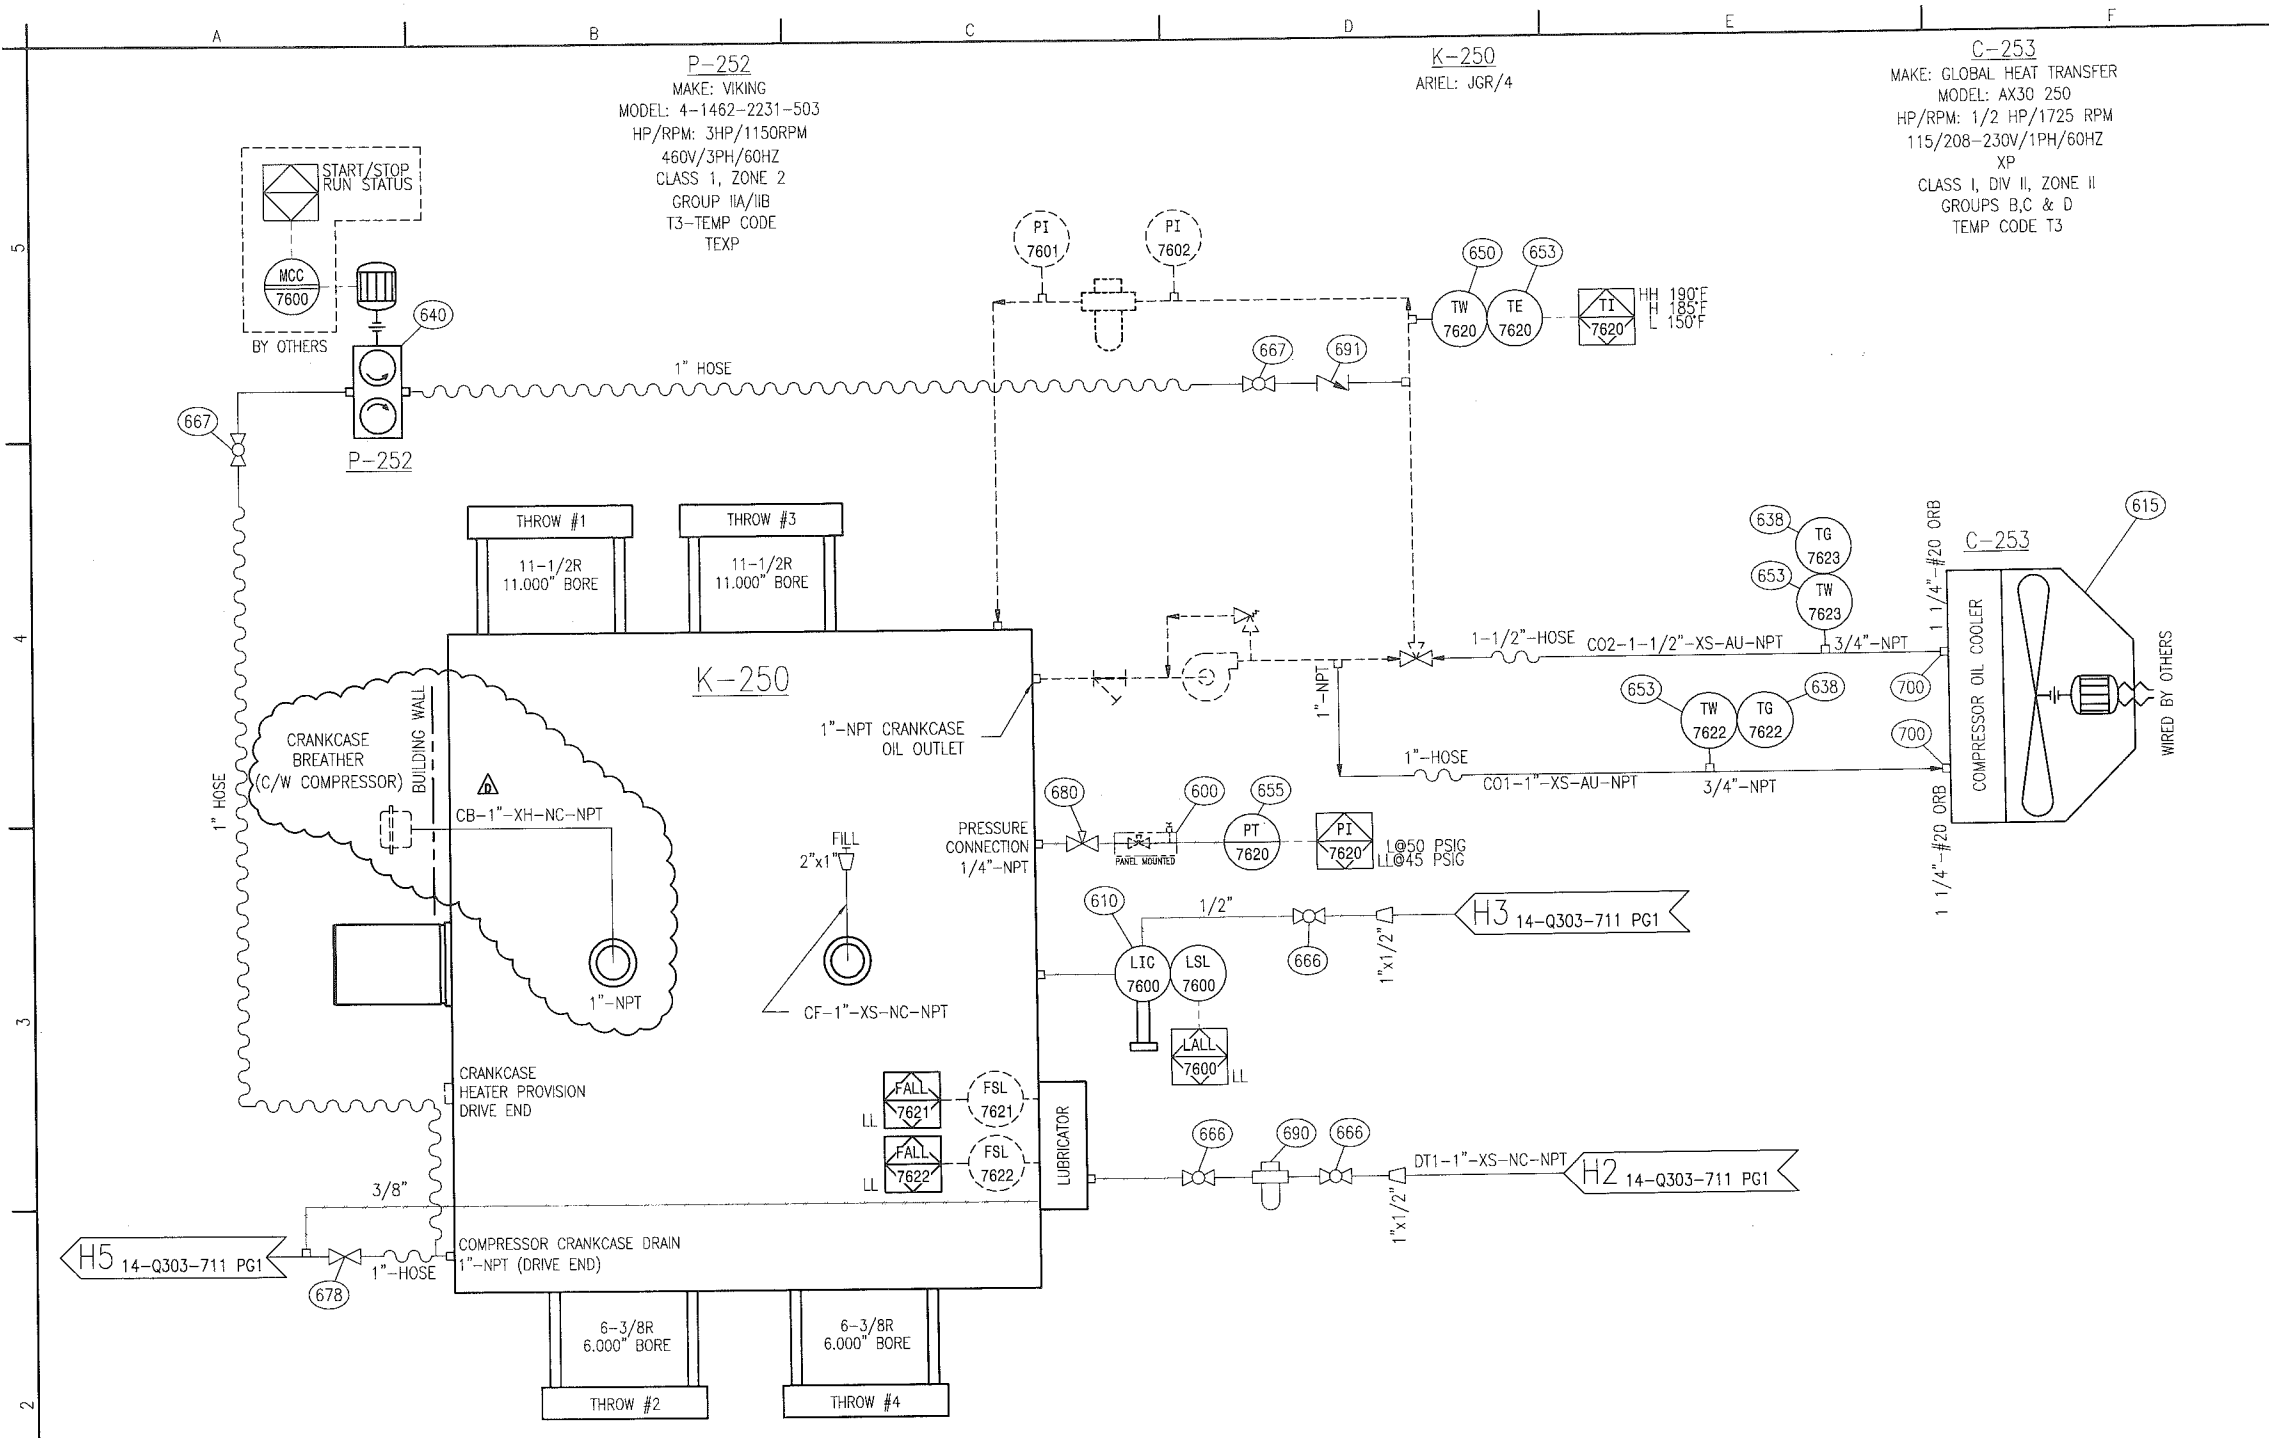 A
B
C
D
E
F
5
4
3
2
P-252
MAKE: VIKING
MODEL: 4-1462-2231-503
HP/RPM: 3HP/1150RPM
460V/3PH/60HZ
CLASS 1, ZONE 2
GROUP IIA/IIB
T3-TEMP CODE
TEXP
K-250
ARIEL: JGR/4
C-253
MAKE: GLOBAL HEAT TRANSFER
MODEL: AX30 250
HP/RPM: 1/2 HP/1725 RPM
115/208-230V/1PH/60HZ
XP
CLASS I, DIV II, ZONE II
GROUPS B,C & D
TEMP CODE T3
START/STOP
RUN STATUS
MCC
7600
BY OTHERS
640
667
P-252
1" HOSE
1" HOSE
PI
7601
PI
7602
667
691
650
653
TW
7620
TE
7620
TI
7620
HH 190°F
H 185°F
L 150°F
THROW #1
11-1/2R
11.000" BORE
THROW #3
11-1/2R
11.000" BORE
K-250
1"-NPT CRANKCASE
OIL OUTLET
1"-NPT
1-1/2"-HOSE
CO2-1-1/2"-XS-AU-NPT
3/4"-NPT
638
TG
7623
653
TW
7623
653
TW
7622
TG
7622
638
1"-HOSE
CO1-1"-XS-AU-NPT
3/4"-NPT
700
700
1 1/4"-#20 ORB
1 1/4"-#20 ORB
C-253
615
COMPRESSOR OIL COOLER
WIRED BY OTHERS
CRANKCASE
BREATHER
(C/W COMPRESSOR)
BUILDING WALL
D
CB-1"-XH-NC-NPT
1"-NPT
FILL
2"x1"
CF-1"-XS-NC-NPT
PRESSURE
CONNECTION
1/4"-NPT
680
PANEL MOUNTED
600
655
PT
7620
PI
7620
L@50 PSIG
LL@45 PSIG
610
1/2"
666
1"x1/2"
H3 14-Q303-711 PG1
LIC
7600
LSL
7600
LALL
7600
LL
CRANKCASE
HEATER PROVISION
DRIVE END
FALL
7621
LL
FSL
7621
FALL
7622
LL
FSL
7622
LUBRICATOR
666
690
666
1"x1/2"
DT1-1"-XS-NC-NPT
H2 14-Q303-711 PG1
3/8"
H5 14-Q303-711 PG1
678
1"-HOSE
COMPRESSOR CRANKCASE DRAIN
1"-NPT (DRIVE END)
6-3/8R
6.000" BORE
THROW #2
6-3/8R
6.000" BORE
THROW #4